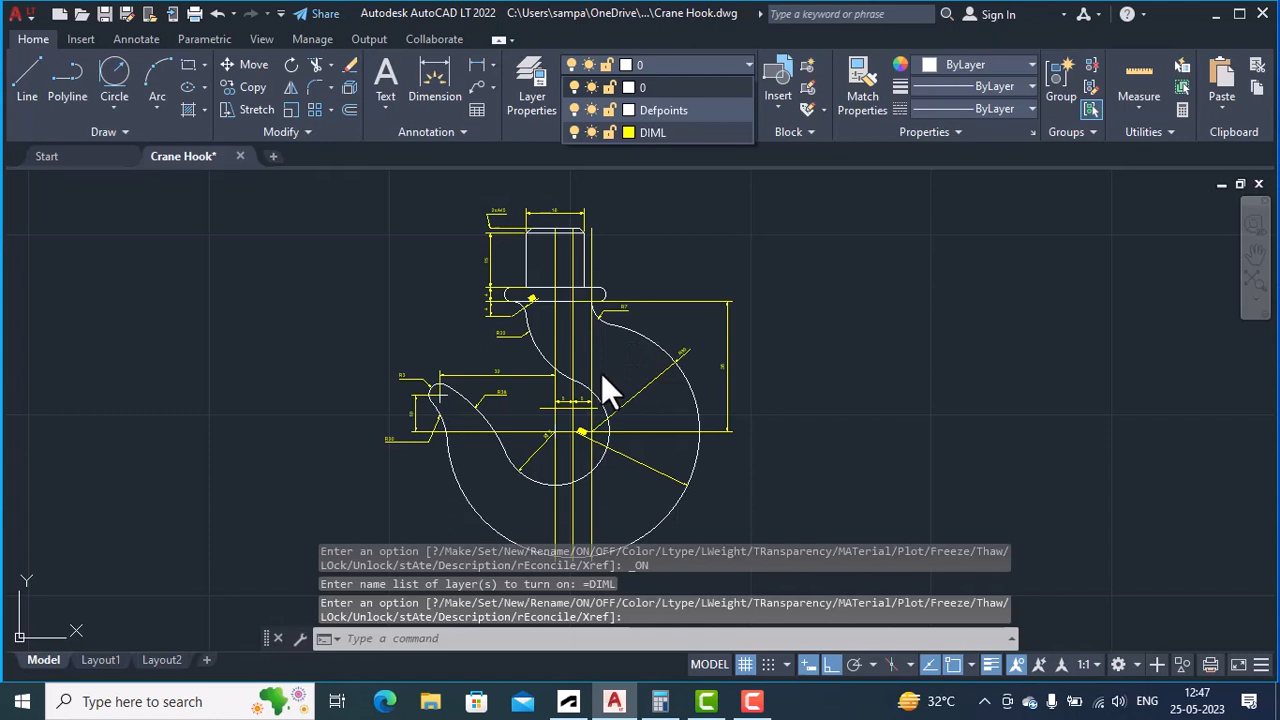 Share
Autodesk AutoCAD LT 2022
C:\Users\sampa\OneDrive\...\Crane Hook.dwg
Type a keyword or phrase
Sign In
Home
Insert
Annotate
Parametric
View
Manage
Output
Collaborate
Line
Polyline
Circle
Arc
Move
Copy
Stretch
Text
Dimension
Layer
Properties
0
0
Defpoints
DIML
Insert
Match
Properties
ByLayer
ByLayer
ByLayer
Group
Measure
Paste
Draw
Modify
Annotation
Block
Properties
Groups
Utilities
Clipboard
Start
Crane Hook*
R7
R3
Y
X
Enter an option [?/Make/Set/New/Rename/ON/OFF/Color/Ltype/LWeight/TRansparency/MATerial/Plot/Freeze/Thaw/
LOck/Unlock/stAte/Description/rEconcile/Xref]: _ON
Enter name list of layer(s) to turn on: =DIML
Enter an option [?/Make/Set/New/Rename/ON/OFF/Color/Ltype/LWeight/TRansparency/MATerial/Plot/Freeze/Thaw/
LOck/Unlock/stAte/Description/rEconcile/Xref]:
Type a command
Model
Layout1
Layout2
MODEL
1:1
Type here to search
32°C
ENG
12:47
25-05-2023